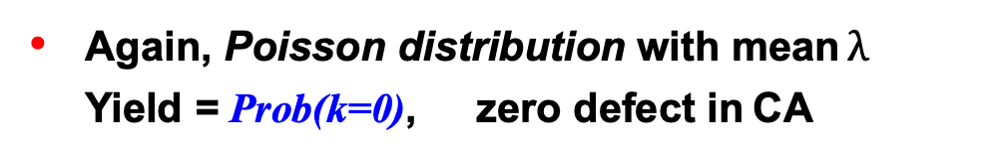 • Again, Poisson distribution with mean λ
Yield = Prob(k=0), zero defect in CA